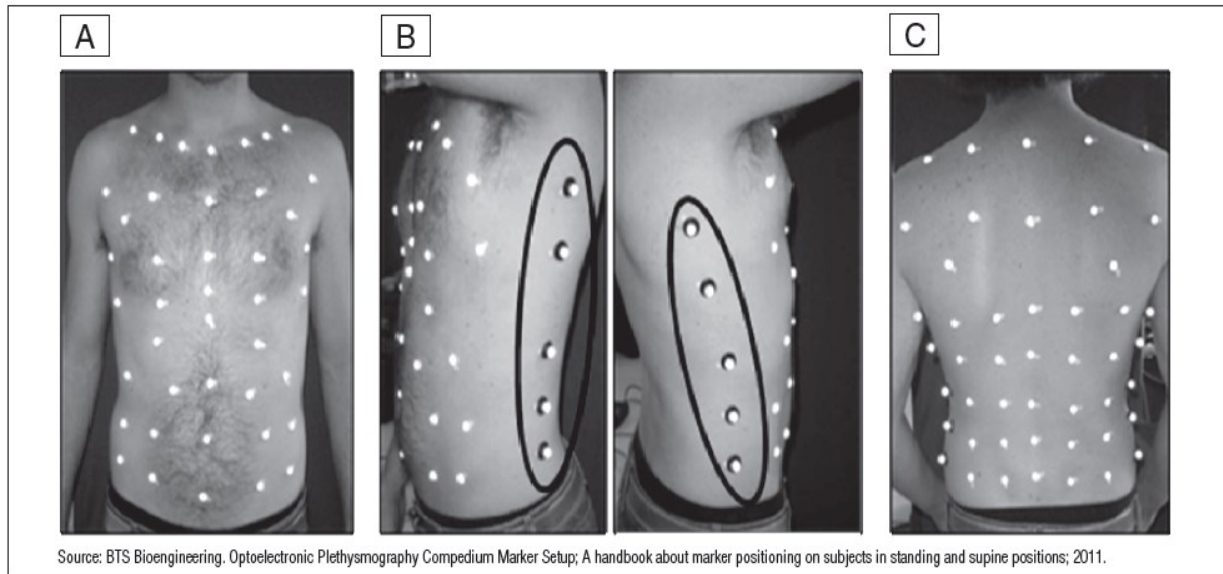 A
B
C
Source: BTS Bioengineering. Optoelectronic Plethysmography Compedium Marker Setup; A handbook about marker positioning on subjects in standing and supine positions; 2011.